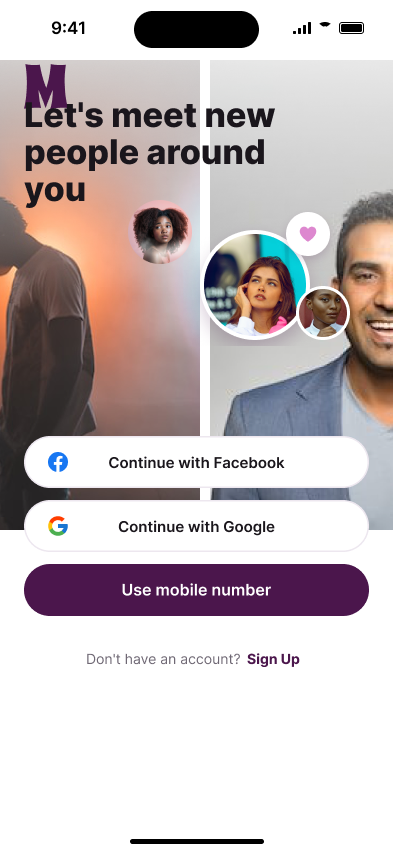 9:41
M
Let's meet new
people around
you
Continue with Facebook
Continue with Google
Use mobile number
Don't have an account? Sign Up